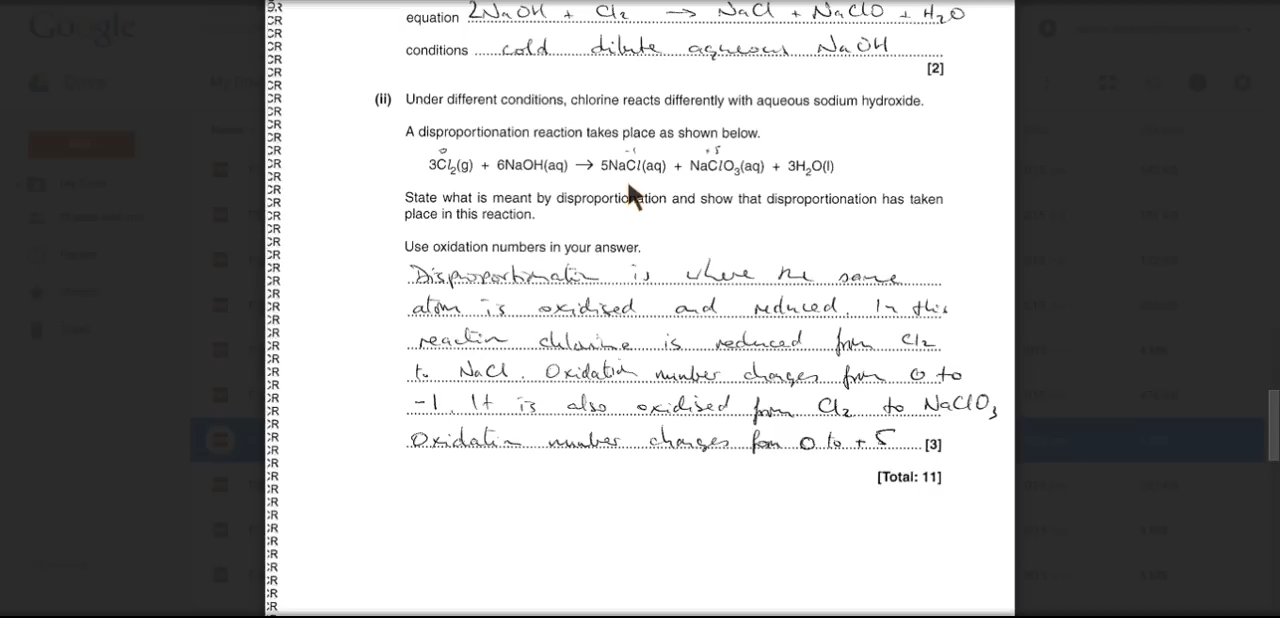 Google
equation 2NaOH + Cl2 → NaCl + NaClO + H2O
conditions cold dilute aqueous NaOH
[2]
(ii) Under different conditions, chlorine reacts differently with aqueous sodium hydroxide.
A disproportionation reaction takes place as shown below.
0 -1 +5
3Cl2(g) + 6NaOH(aq) → 5NaCl(aq) + NaClO3(aq) + 3H2O(l)
State what is meant by disproportionation and show that disproportionation has taken
place in this reaction.
Use oxidation numbers in your answer.
Disproportionation is where the same
atom is oxidised and reduced. In this
reaction chlorine is reduced from Cl2
to NaCl. Oxidation number changes from 0 to
-1. It is also oxidised from Cl2 to NaClO3
Oxidation number changes from 0 to +5 [3]
[Total: 11]